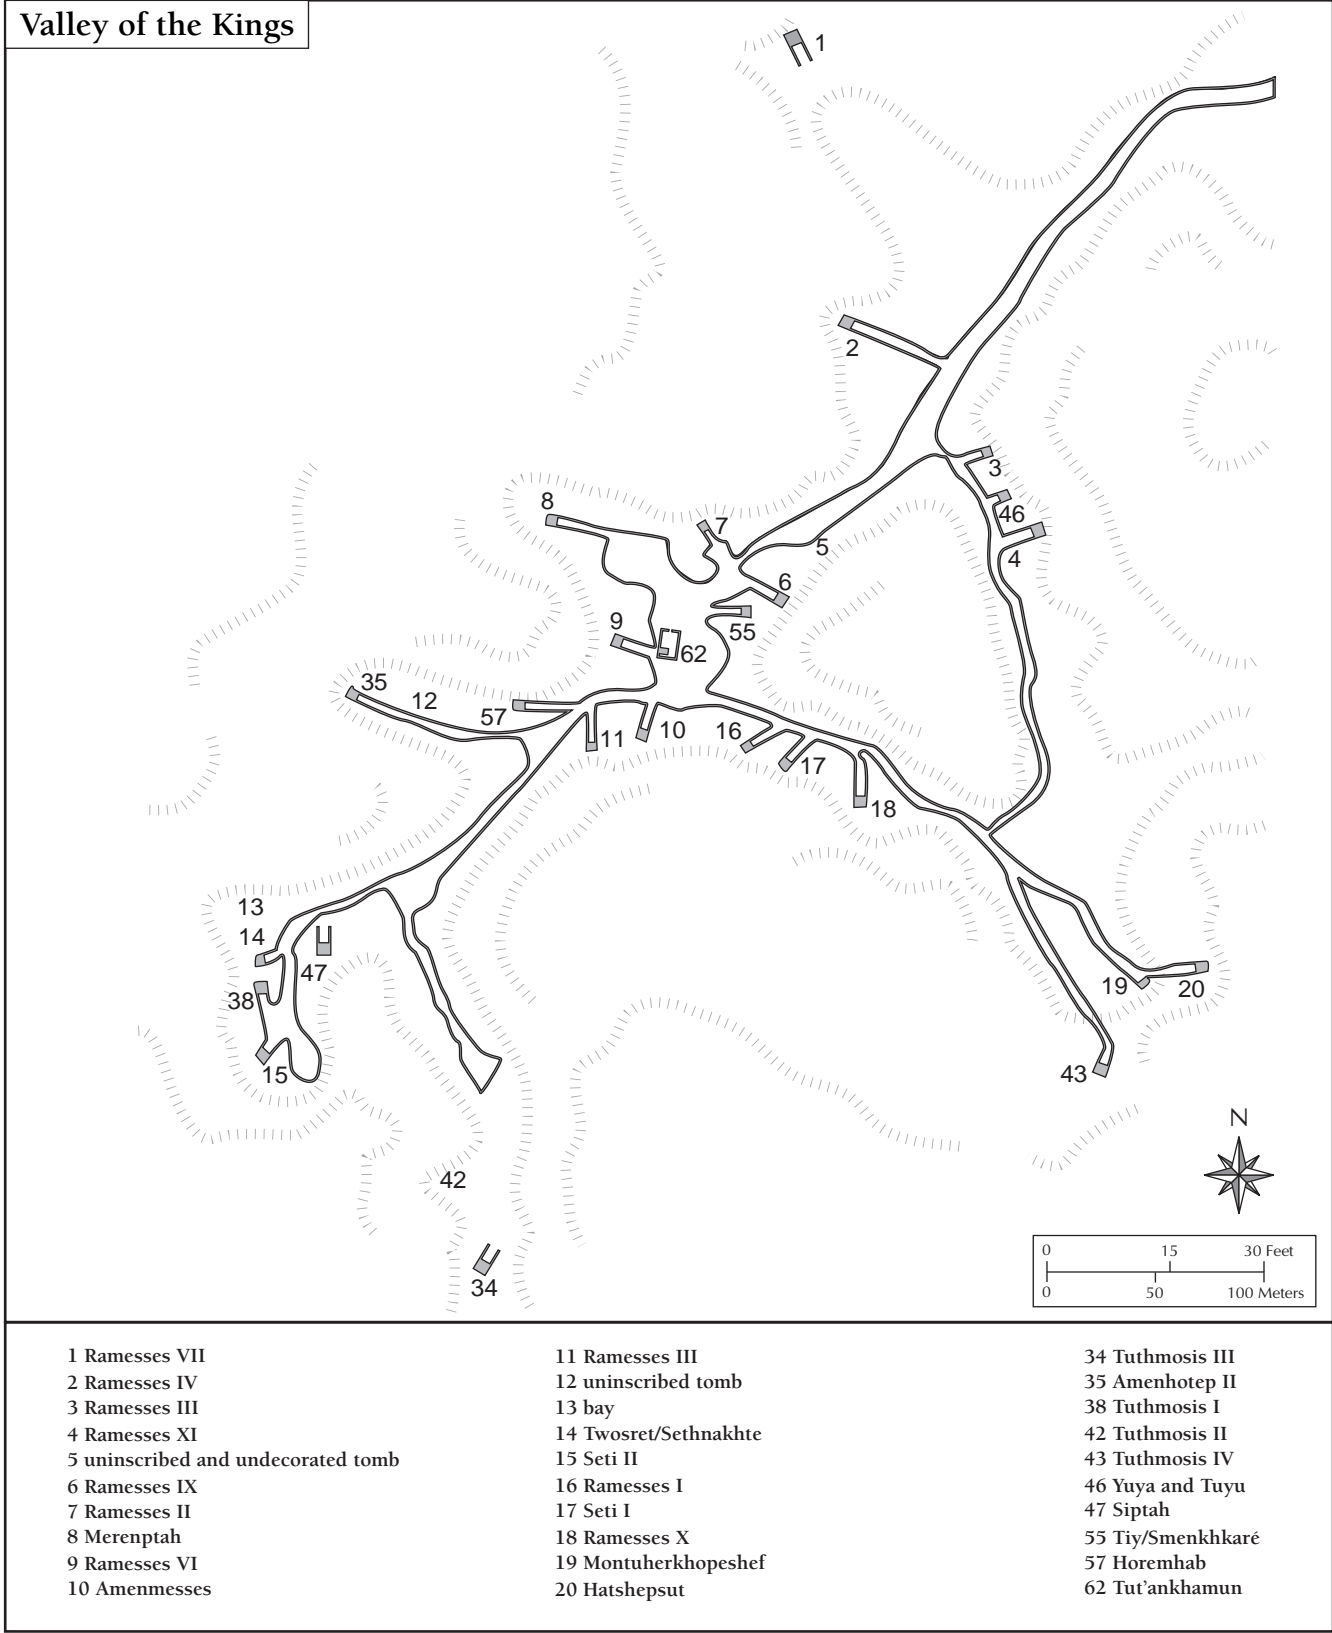 Valley of the Kings
1
2
3
46
4
8
7
5
6
9
55
62
35
12
57
11
10
16
17
18
13
14
47
38
15
19
20
43
42
34
N
0 15 30 Feet
0 50 100 Meters
1 Ramesses VII
2 Ramesses IV
3 Ramesses III
4 Ramesses XI
5 uninscribed and undecorated tomb
6 Ramesses IX
7 Ramesses II
8 Merenptah
9 Ramesses VI
10 Amenmesses
11 Ramesses III
12 uninscribed tomb
13 bay
14 Twosret/Sethnakhte
15 Seti II
16 Ramesses I
17 Seti I
18 Ramesses X
19 Montuherkhopeshef
20 Hatshepsut
34 Tuthmosis III
35 Amenhotep II
38 Tuthmosis I
42 Tuthmosis II
43 Tuthmosis IV
46 Yuya and Tuyu
47 Siptah
55 Tiy/Smenkhkaré
57 Horemhab
62 Tut'ankhamun